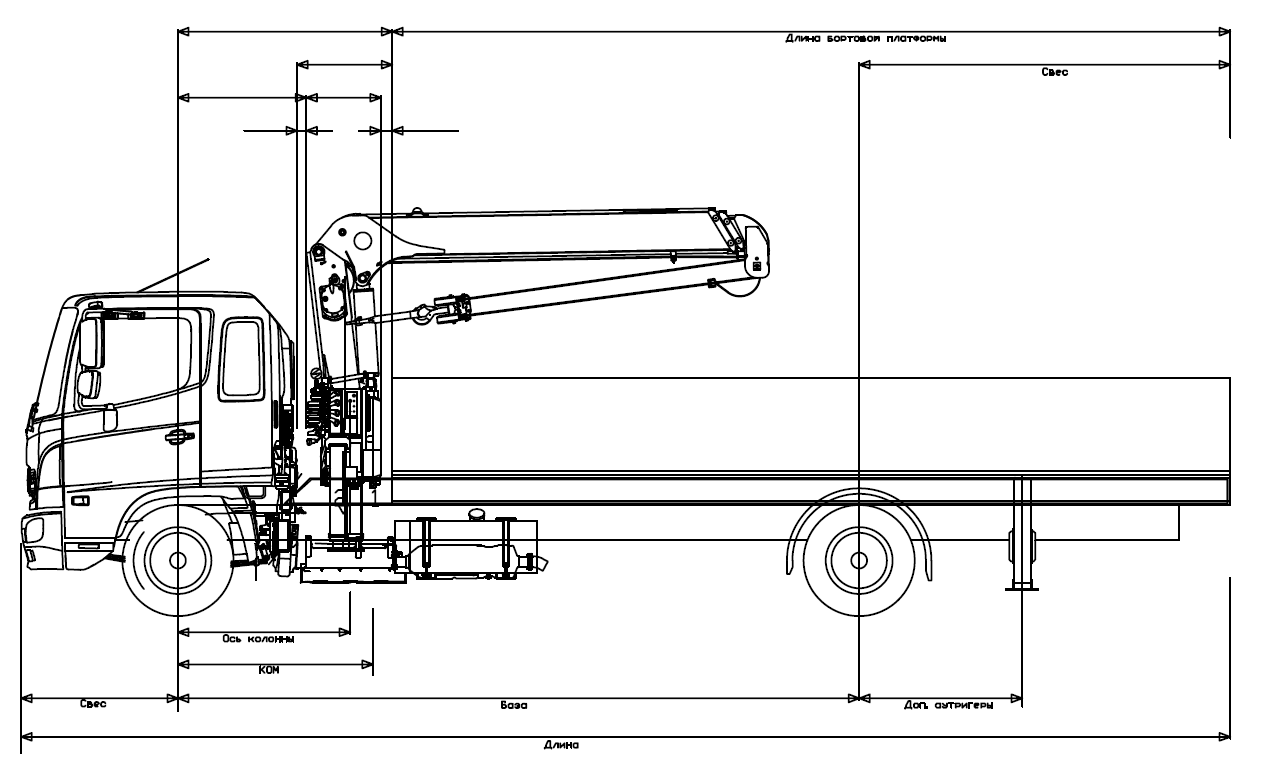 Длина бортовой платформы
Свес
Ось колонны
КОМ
Свес
База
Доп. аутригеры
Длина